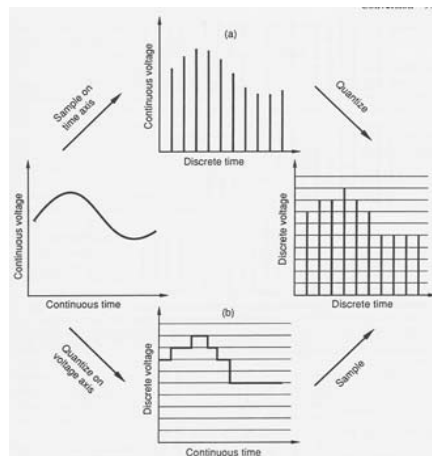 (a)
Continuous voltage
Discrete time
Sample on
time axis
Quantize
Continuous voltage
Continuous time
Discrete voltage
Discrete time
(b)
Quantize on
voltage axis
Discrete voltage
Continuous time
Sample